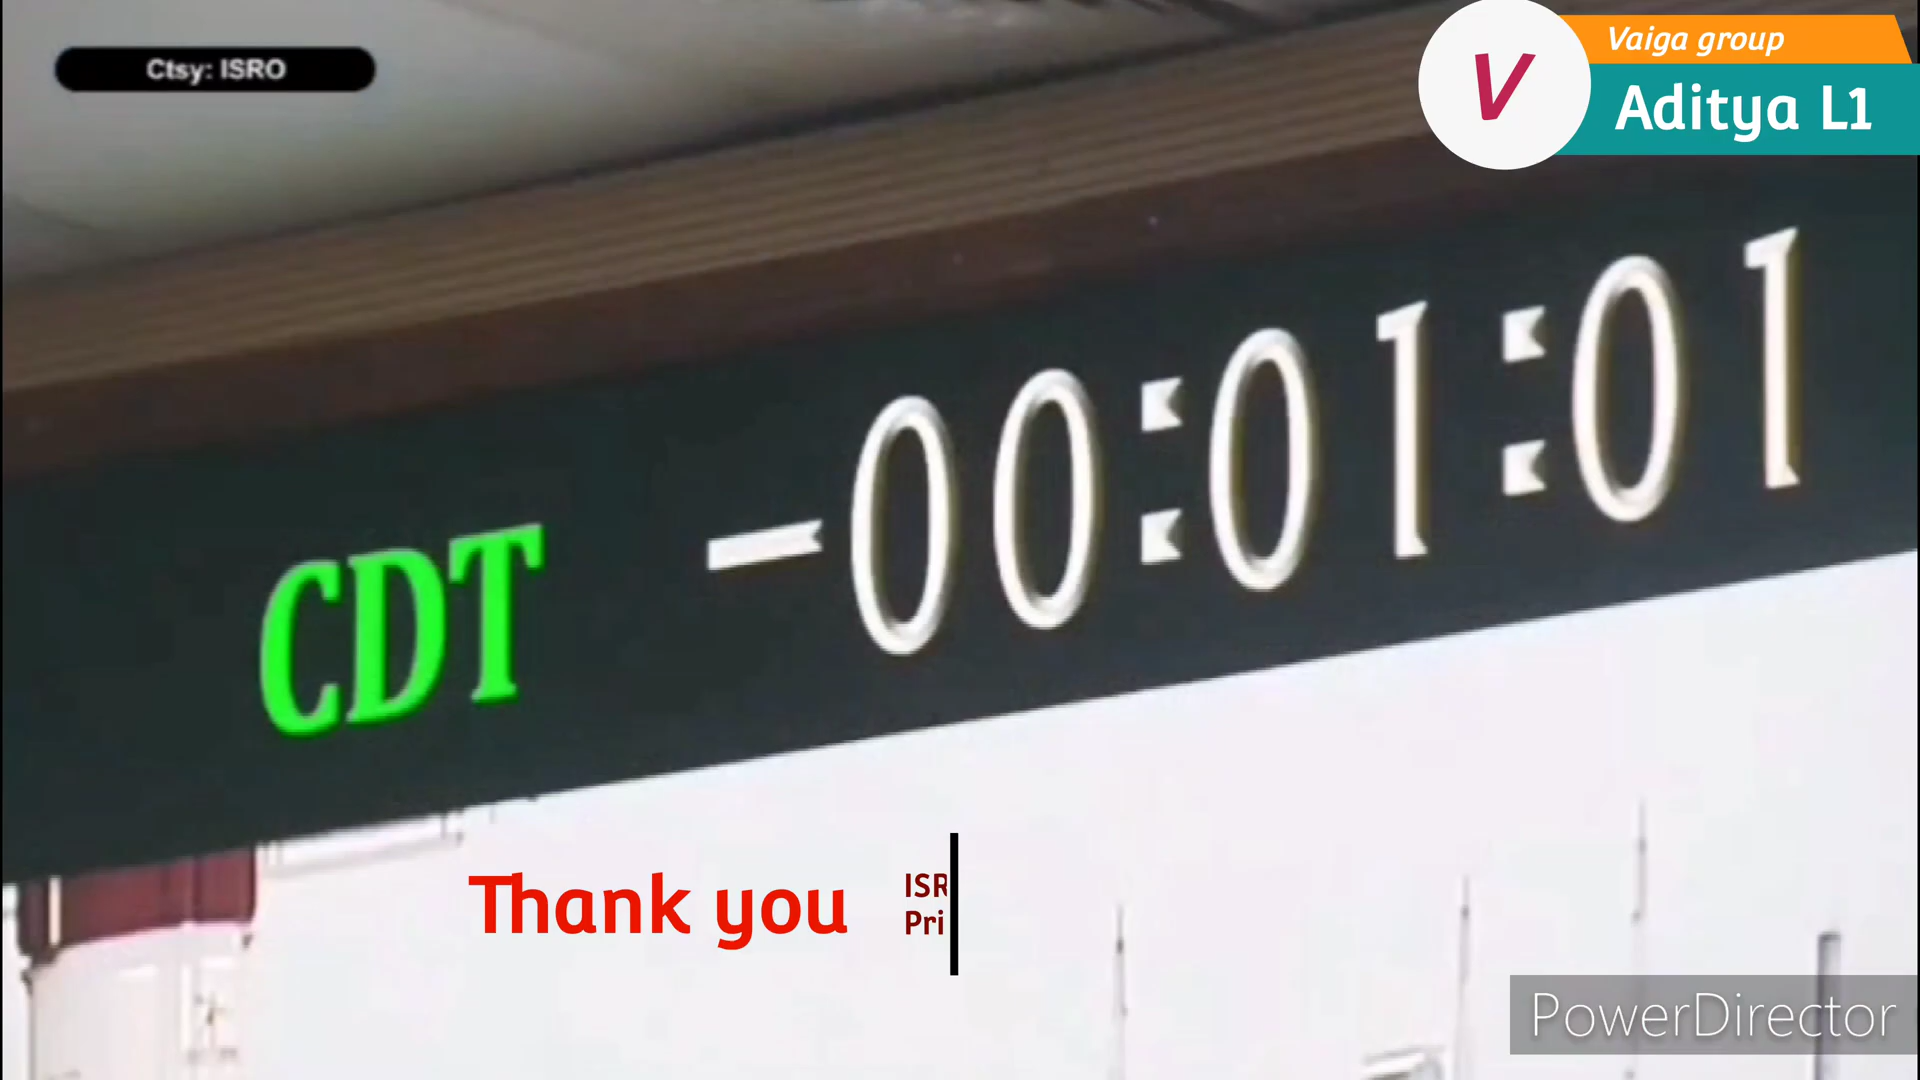 Ctsy: ISRO
V
Vaiga group
Aditya L1
CDT -00:01:01
Thank you
ISR
Pri
PowerDirector